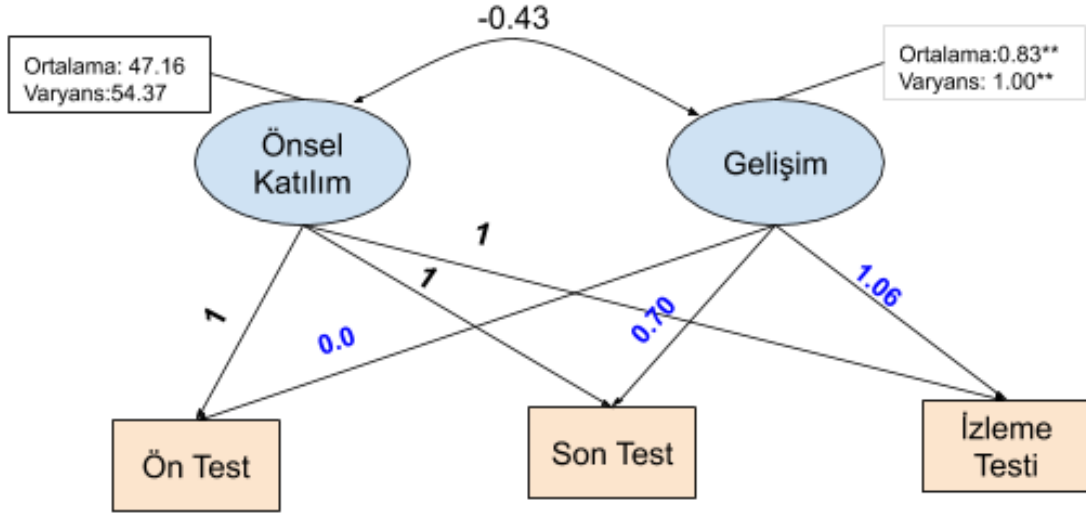 -0.43
Ortalama: 47.16
Varyans:54.37
Ortalama:0.83**
Varyans: 1.00**
Önsel
Katılım
Gelişim
1
1
1
0.0
0.70
1.06
Ön Test
Son Test
İzleme
Testi